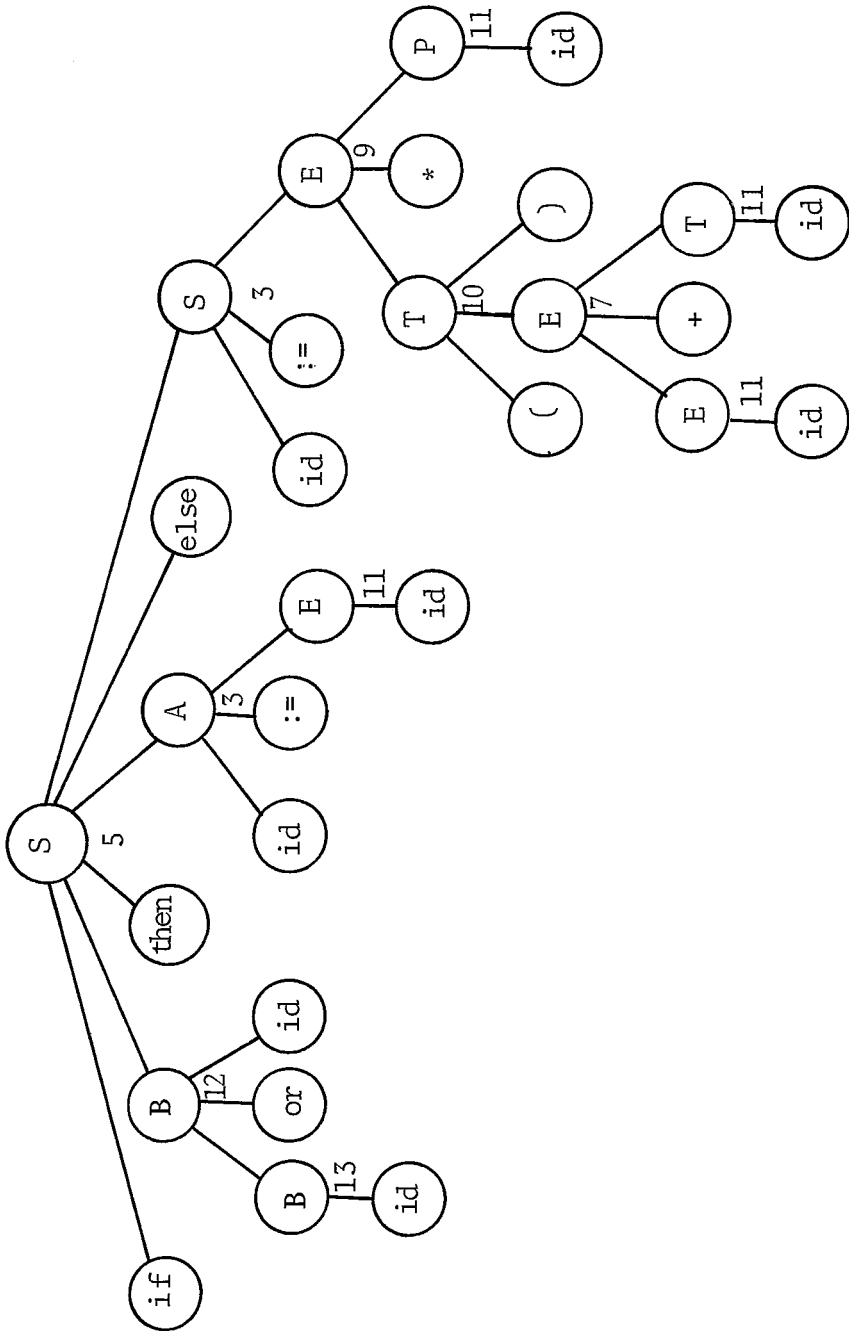 S
5
if B then A else S
12 3 3
B or id id := E id := E
13 11 9
id id T * P
10 11
( E ) id
7
E + T
11 11
id id